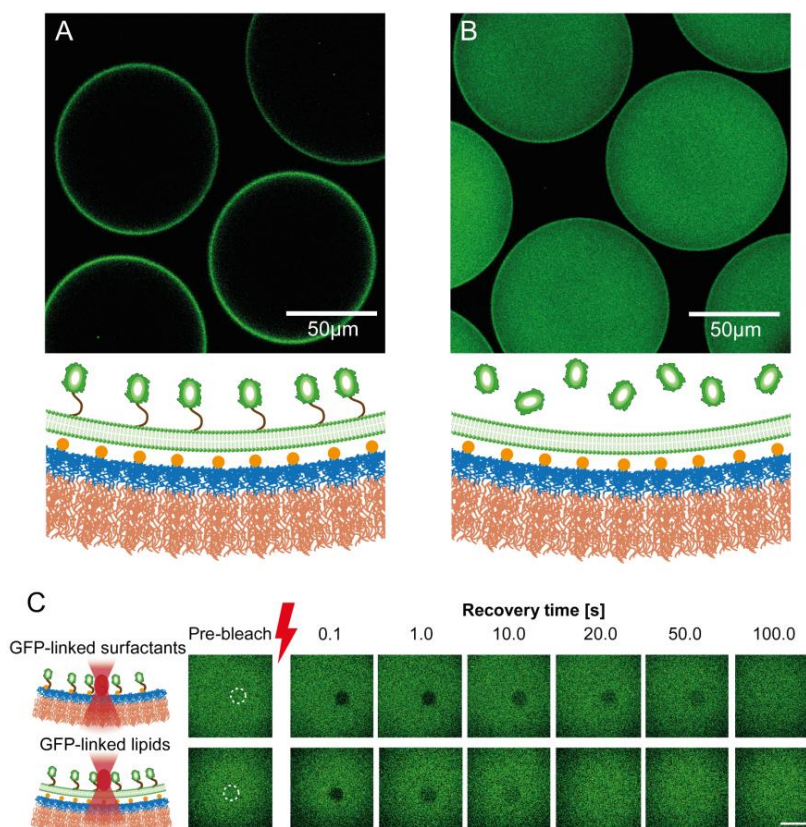 A
B
50μm
50μm
C
Recovery time [s]
Pre-bleach
0.1
1.0
10.0
20.0
50.0
100.0
GFP-linked surfactants
GFP-linked lipids